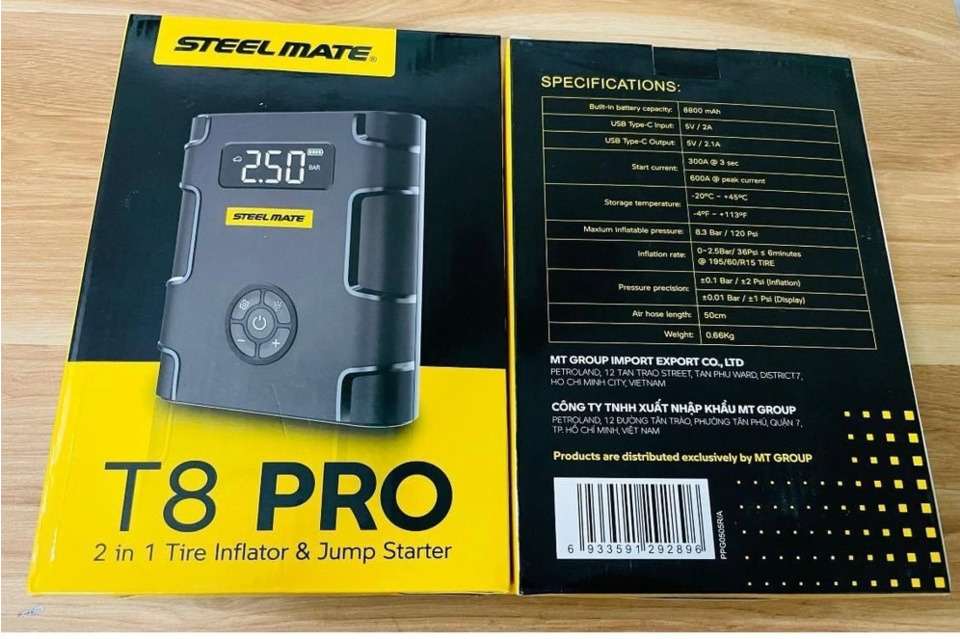 STEEL MATE®
2.50
BAR
STEEL MATE
T8 PRO
2 in 1 Tire Inflator & Jump Starter
SPECIFICATIONS:
Built-in battery capacity: 8800 mAh
USB Type-C Input: 5V / 2A
USB Type-C Output: 5V / 2.1A
Start current: 300A @ 3 sec
600A @ peak current
Storage temperature: -20ºC ~ +45ºC
-4ºF ~ +113ºF
Maxium Inflatable pressure: 8.3 Bar / 120 Psi
Inflation rate: 0~2.5Bar/ 36Psi ≤ 6minutes
@ 195/60/R15 TIRE
Pressure precision: ±0.1 Bar / ±2 Psi (Inflation)
±0.01 Bar / ±1 Psi (Display)
Air hose length: 50cm
Weight: 0.66Kg
MT GROUP IMPORT EXPORT CO., LTD
PETROLAND, 12 TAN TRAO STREET, TAN PHU WARD, DISTRICT7,
HO CHI MINH CITY, VIETNAM
CÔNG TY TNHH XUẤT NHẬP KHẨU MT GROUP
PETROLAND, 12 ĐƯỜNG TÂN TRÀO, PHƯỜNG TÂN PHÚ, QUẬN 7,
TP. HỒ CHÍ MINH, VIỆT NAM
Products are distributed exclusively by MT GROUP
6 933591 292896
PPG0505R/A